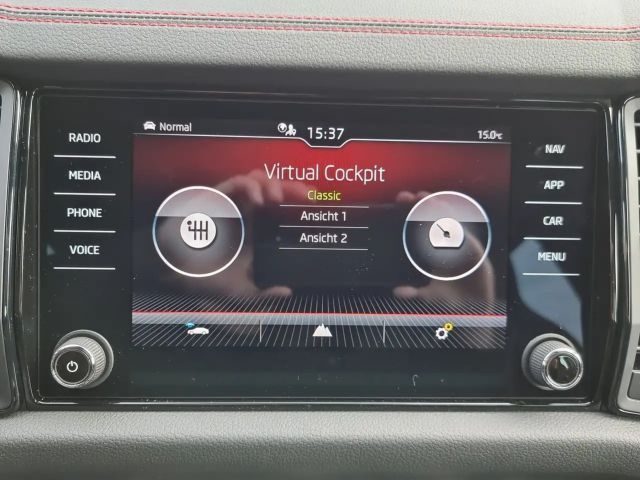 Normal
15:37
15.0°C
RADIO
MEDIA
PHONE
VOICE
Virtual Cockpit
Classic
Ansicht 1
Ansicht 2
NAV
APP
CAR
MENU